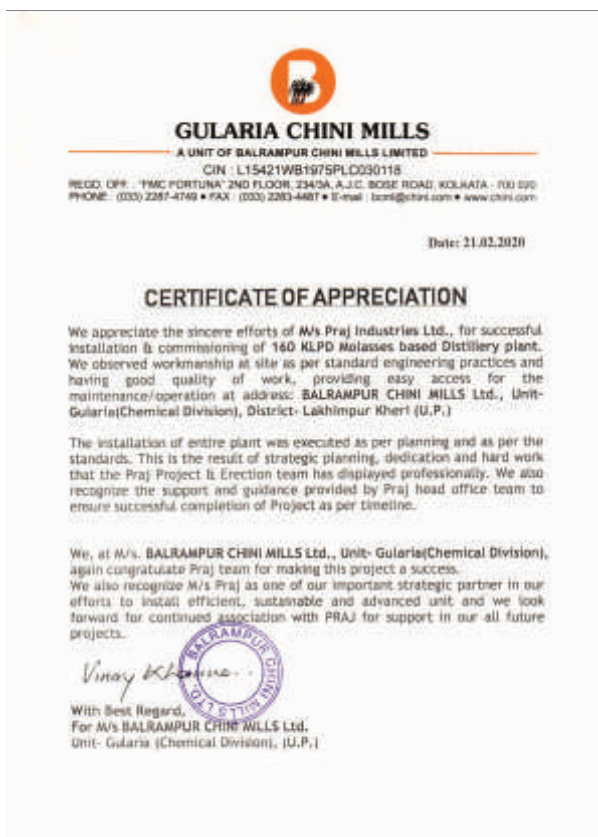 B
GULARIA CHINI MILLS
A UNIT OF BALRAMPUR CHINI MILLS LIMITED
CIN : L15421WB1975PLC030118
REGD. OFF. : "FMC FORTUNA" 2ND FLOOR, 234/3A, A.J.C. BOSE ROAD, KOLKATA - 700 020
PHONE : (033) 2287-4749 • FAX : (033) 2283-4487 • E-mail : bcml@chini.com • www.chini.com
Date: 21.02.2020
CERTIFICATE OF APPRECIATION
We appreciate the sincere efforts of M/s Praj Industries Ltd., for successful
installation & commissioning of 160 KLPD Molasses based Distillery plant.
We observed workmanship at site as per standard engineering practices and
having good quality of work, providing easy access for the
maintenance/operation at address: BALRAMPUR CHINI MILLS Ltd., Unit-
Gularia(Chemical Division), District- Lakhimpur Kheri (U.P.)
The installation of entire plant was executed as per planning and as per the
standards. This is the result of strategic planning, dedication and hard work
that the Praj Project & Erection team has displayed professionally. We also
recognize the support and guidance provided by Praj head office team to
ensure successful completion of Project as per timeline.
We, at M/s. BALRAMPUR CHINI MILLS Ltd., Unit- Gularia(Chemical Division),
again congratulate Praj team for making this project a success.
We also recognize M/s Praj as one of our important strategic partner in our
efforts to install efficient, sustainable and advanced unit and we look
forward for continued association with PRAJ for support in our all future
projects.
Vinay Khanna
BALRAMPUR CHINI MILLS LTD.
With Best Regard,
For M/s BALRAMPUR CHINI MILLS Ltd.
Unit- Gularia (Chemical Division), (U.P.)